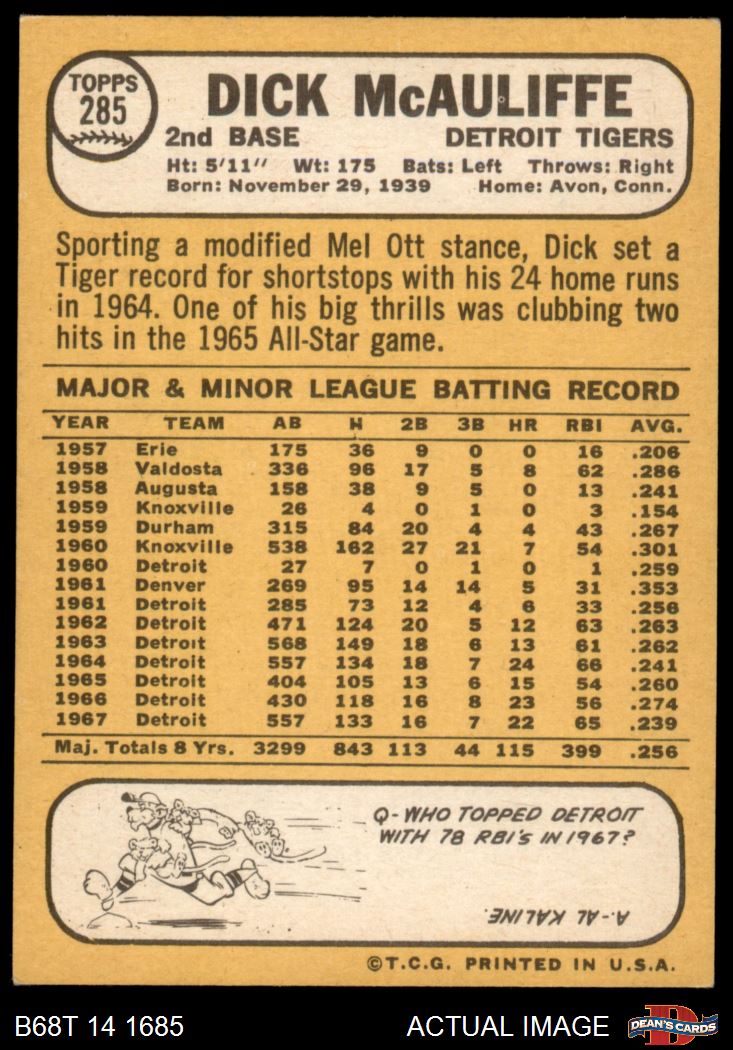 TOPPS
285
DICK McAULIFFE
2nd BASE DETROIT TIGERS
Ht: 5'11" Wt: 175 Bats: Left Throws: Right
Born: November 29, 1939 Home: Avon, Conn.
Sporting a modified Mel Ott stance, Dick set a
Tiger record for shortstops with his 24 home runs
in 1964. One of his big thrills was clubbing two
hits in the 1965 All-Star game.
MAJOR & MINOR LEAGUE BATTING RECORD
YEAR TEAM AB H 2B 3B HR RBI AVG.
1957 Erie 175 36 9 0 0 16 .206
1958 Valdosta 336 96 17 5 8 62 .286
1958 Augusta 158 38 9 5 0 13 .241
1959 Knoxville 26 4 0 1 0 3 .154
1959 Durham 315 84 20 4 4 43 .267
1960 Knoxville 538 162 27 21 7 54 .301
1960 Detroit 27 7 0 1 0 1 .259
1961 Denver 269 95 14 14 5 31 .353
1961 Detroit 285 73 12 4 6 33 .256
1962 Detroit 471 124 20 5 12 63 .263
1963 Detroit 568 149 18 6 13 61 .262
1964 Detroit 557 134 18 7 24 66 .241
1965 Detroit 404 105 13 6 15 54 .260
1966 Detroit 430 118 16 8 23 56 .274
1967 Detroit 557 133 16 7 22 65 .239
Maj. Totals 8 Yrs. 3299 843 113 44 115 399 .256
Q-WHO TOPPED DETROIT
WITH 78 RBI'S IN 1967?
A-AL KALINE.
©T.C.G. PRINTED IN U.S.A.
B68T 14 1685 ACTUAL IMAGE D DEAN'S CARDS